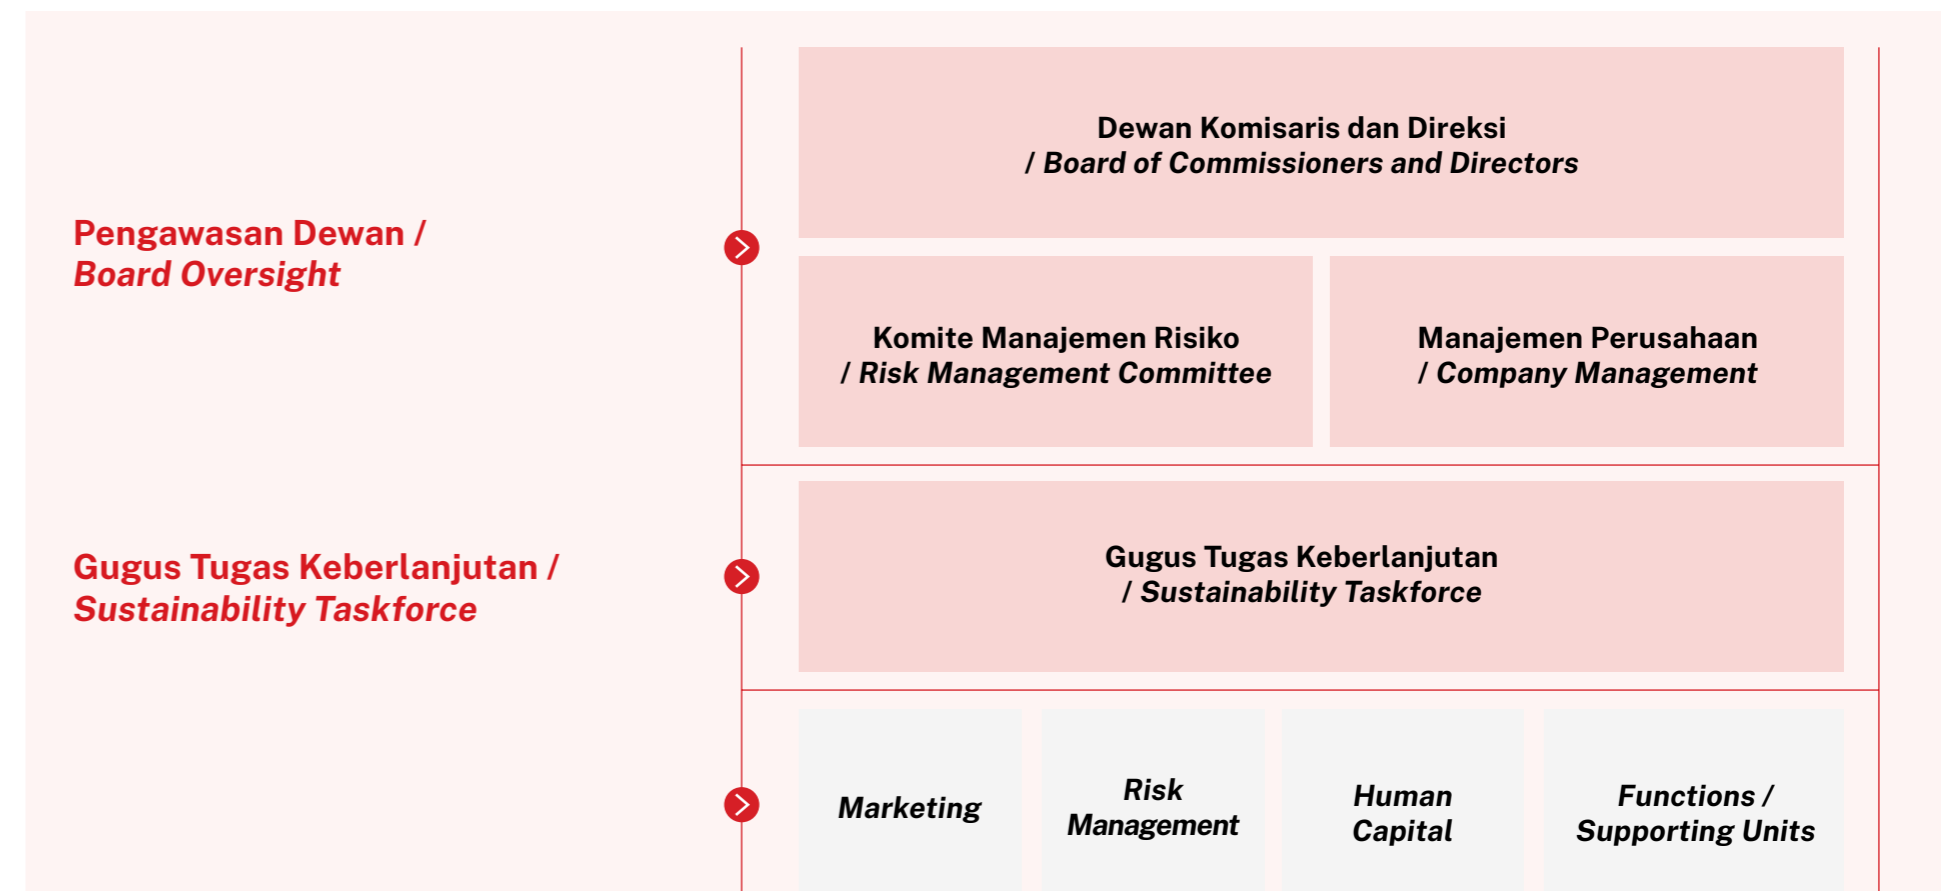 Pengawasan Dewan /
Board Oversight
Dewan Komisaris dan Direksi
/ Board of Commissioners and Directors
Komite Manajemen Risiko
/ Risk Management Committee
Manajemen Perusahaan
/ Company Management
Gugus Tugas Keberlanjutan /
Sustainability Taskforce
Gugus Tugas Keberlanjutan
/ Sustainability Taskforce
Marketing
Risk
Management
Human
Capital
Functions /
Supporting Units